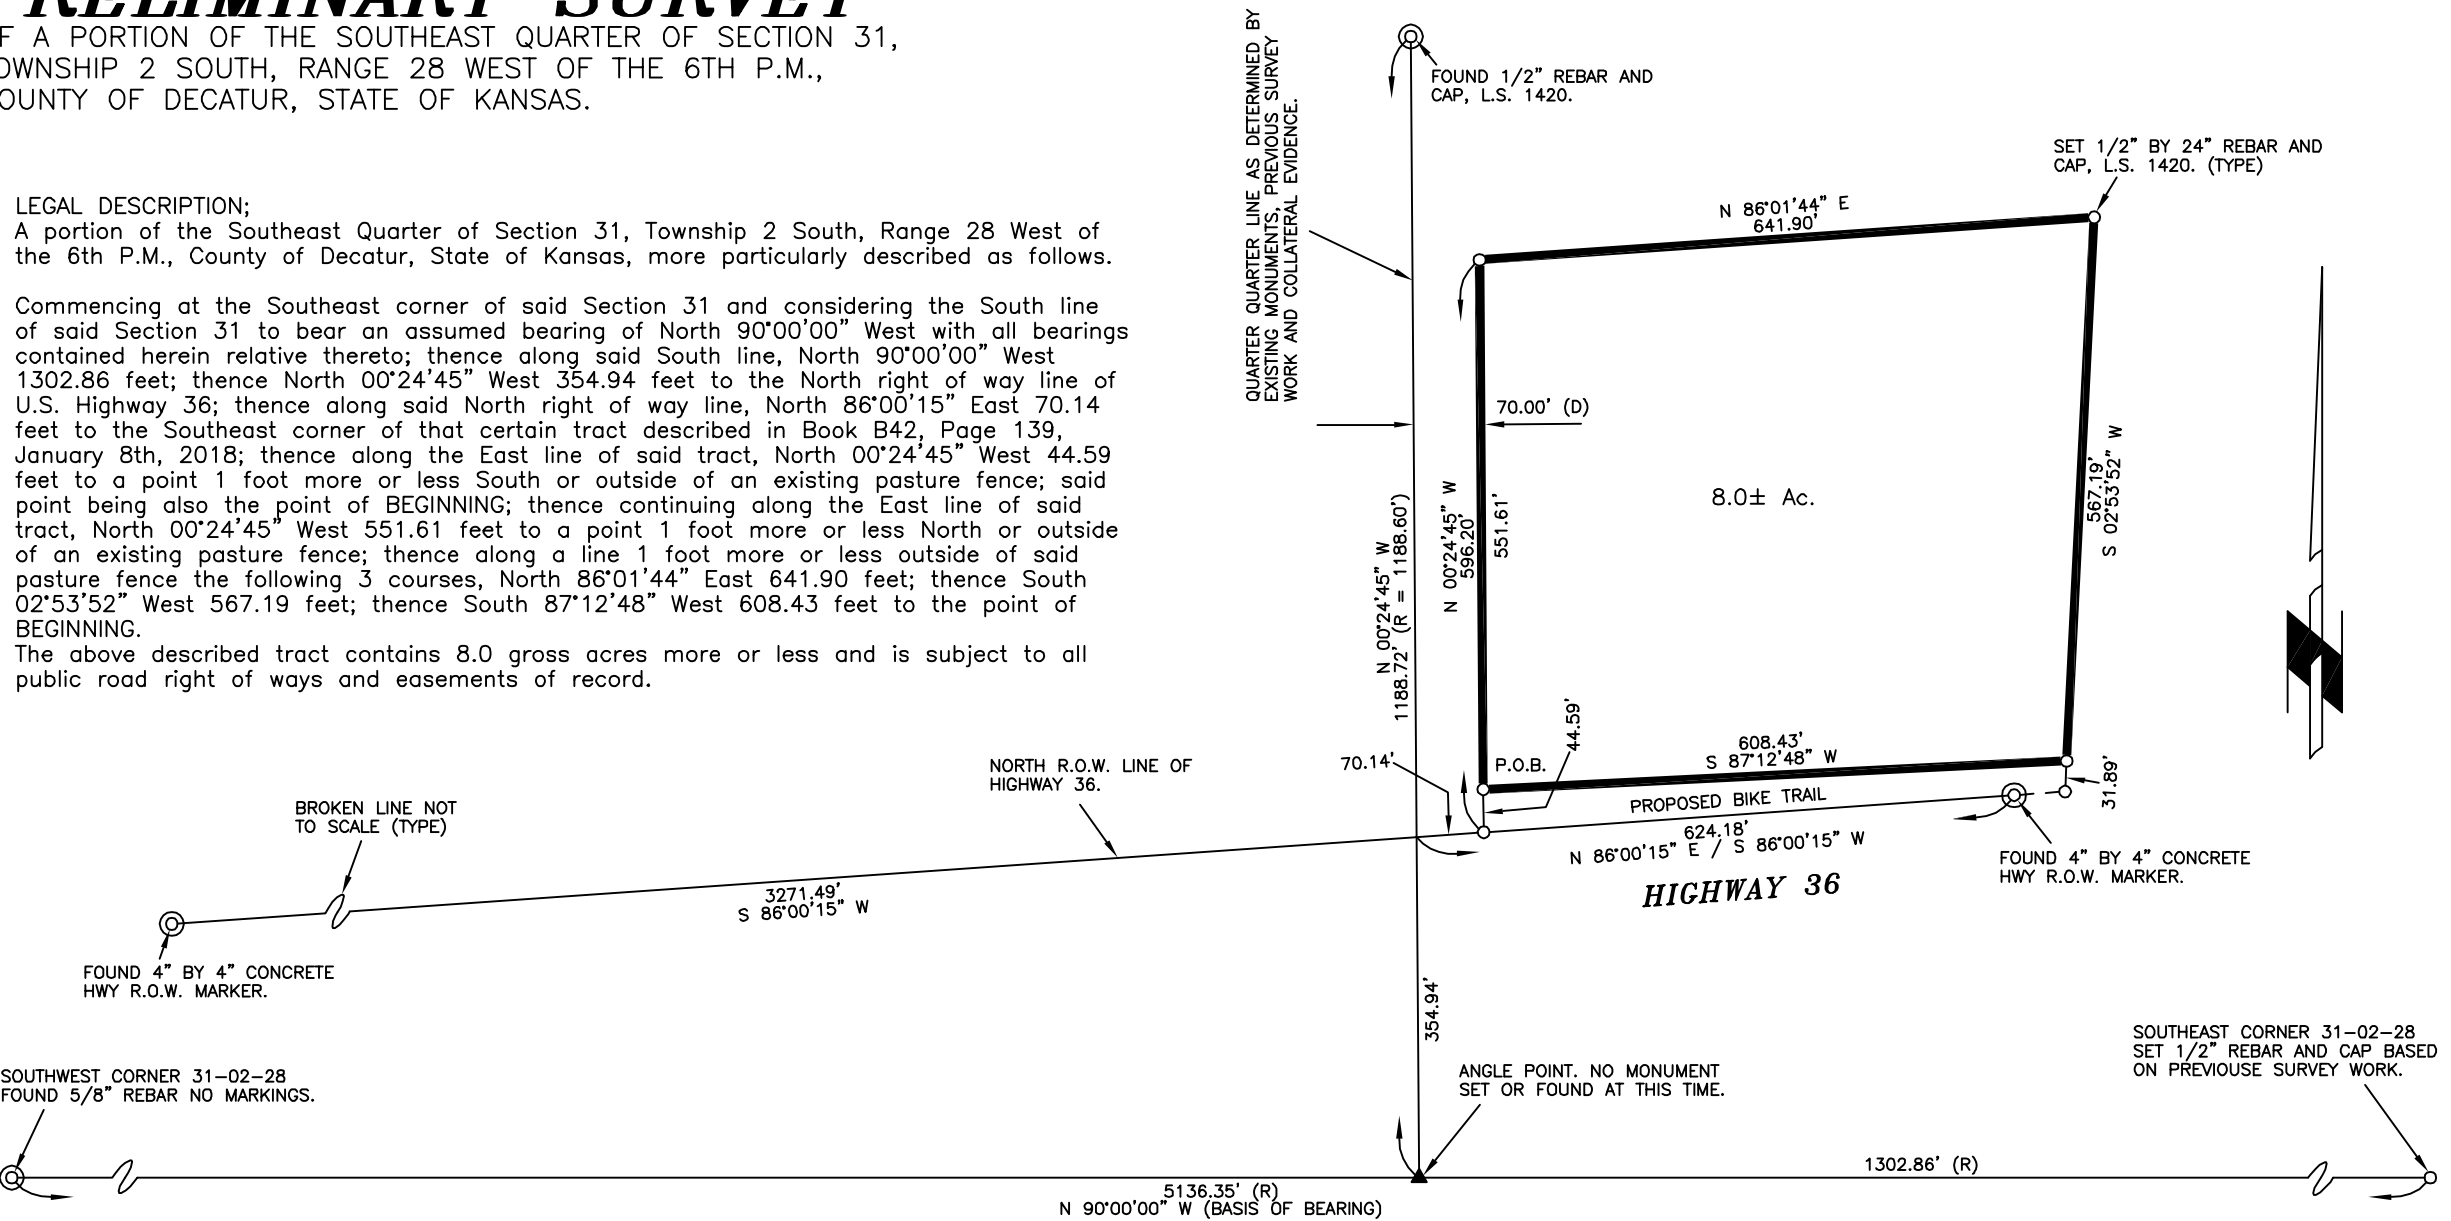 RELIMINARY SURVEY
F A PORTION OF THE SOUTHEAST QUARTER OF SECTION 31,
OWNSHIP 2 SOUTH, RANGE 28 WEST OF THE 6TH P.M.,
OUNTY OF DECATUR, STATE OF KANSAS.
LEGAL DESCRIPTION;
A portion of the Southeast Quarter of Section 31, Township 2 South, Range 28 West of
the 6th P.M., County of Decatur, State of Kansas, more particularly described as follows.
Commencing at the Southeast corner of said Section 31 and considering the South line
of said Section 31 to bear an assumed bearing of North 90°00'00" West with all bearings
contained herein relative thereto; thence along said South line, North 90°00'00" West
1302.86 feet; thence North 00°24'45" West 354.94 feet to the North right of way line of
U.S. Highway 36; thence along said North right of way line, North 86°00'15" East 70.14
feet to the Southeast corner of that certain tract described in Book B42, Page 139,
January 8th, 2018; thence along the East line of said tract, North 00°24'45" West 44.59
feet to a point 1 foot more or less South or outside of an existing pasture fence; said
point being also the point of BEGINNING; thence continuing along the East line of said
tract, North 00°24'45" West 551.61 feet to a point 1 foot more or less North or outside
of an existing pasture fence; thence along a line 1 foot more or less outside of said
pasture fence the following 3 courses, North 86°01'44" East 641.90 feet; thence South
02°53'52" West 567.19 feet; thence South 87°12'48" West 608.43 feet to the point of
BEGINNING.
The above described tract contains 8.0 gross acres more or less and is subject to all
public road right of ways and easements of record.
QUARTER QUARTER LINE AS DETERMINED BY
EXISTING MONUMENTS, PREVIOUS SURVEY
WORK AND COLLATERAL EVIDENCE.
FOUND 1/2" REBAR AND
CAP, L.S. 1420.
SET 1/2" BY 24" REBAR AND
CAP, L.S. 1420. (TYPE)
N 86°01'44" E
641.90'
70.00' (D)
8.0± Ac.
567.19'
S 02°53'52" W
N 00°24'45" W
596.20'
551.61'
N 00°24'45" W
1188.72' (R = 1188.60')
44.59'
70.14'
P.O.B.
608.43'
S 87°12'48" W
31.89'
PROPOSED BIKE TRAIL
624.18'
N 86°00'15" E / S 86°00'15" W
HIGHWAY 36
FOUND 4" BY 4" CONCRETE
HWY R.O.W. MARKER.
NORTH R.O.W. LINE OF
HIGHWAY 36.
BROKEN LINE NOT
TO SCALE (TYPE)
3271.49'
S 86°00'15" W
FOUND 4" BY 4" CONCRETE
HWY R.O.W. MARKER.
354.94'
SOUTHWEST CORNER 31-02-28
FOUND 5/8" REBAR NO MARKINGS.
ANGLE POINT. NO MONUMENT
SET OR FOUND AT THIS TIME.
SOUTHEAST CORNER 31-02-28
SET 1/2" REBAR AND CAP BASED
ON PREVIOUSE SURVEY WORK.
1302.86' (R)
5136.35' (R)
N 90°00'00" W (BASIS OF BEARING)